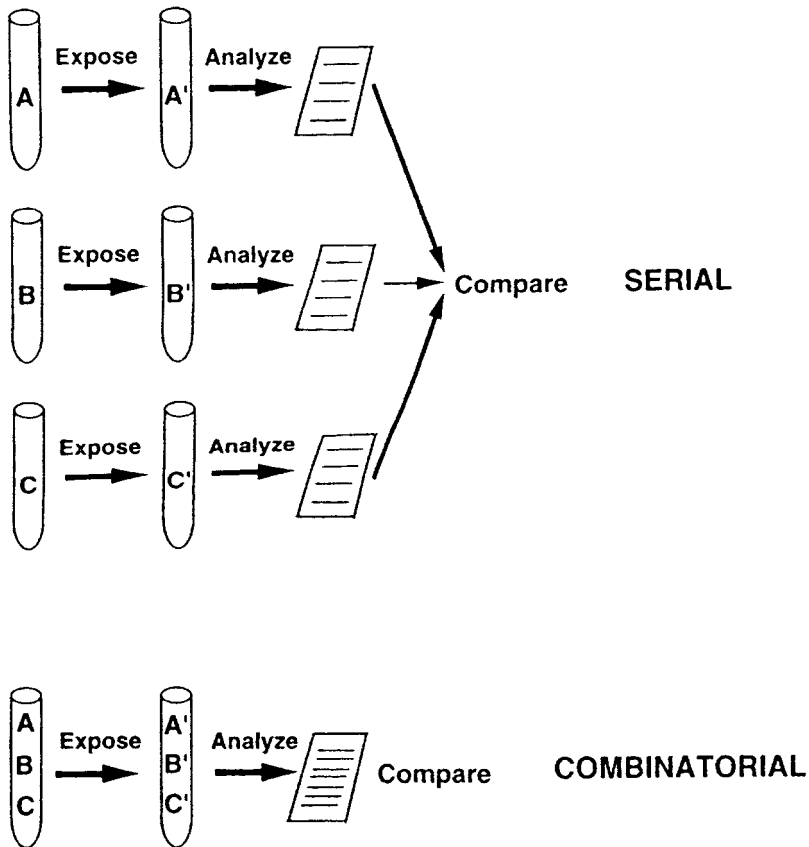 Expose Analyze
A A'
Expose Analyze
B B' Compare SERIAL
Expose Analyze
C C'
A A'
Expose Analyze
B B' Compare COMBINATORIAL
C C'